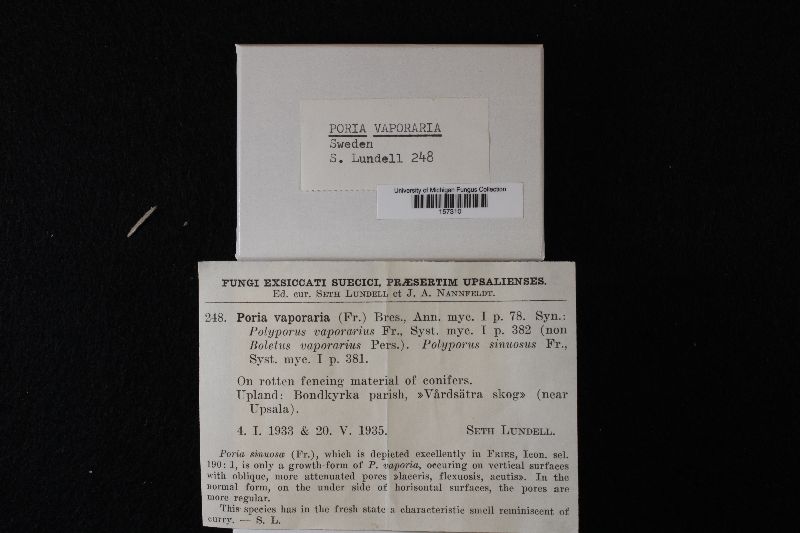 PORIA VAPORARIA
Sweden
S. Lundell 248
University of Michigan Fungus Collection
157310
FUNGI EXSICCATI SUECICI, PRÆSERTIM UPSALIENSES.
Ed. cur. SETH LUNDELL et J. A. NANNFELDT.
248. Poria vaporaria (Fr.) Bres., Ann. myc. I p. 78. Syn.:
Polyporus vaporarius Fr., Syst. myc. I p. 382 (non
Boletus vaporarius Pers.). Polyporus sinuosus Fr.,
Syst. myc. I p. 381.
On rotten fencing material of conifers.
Upland: Bondkyrka parish, »Vårdsätra skog» (near
Upsala).
4. I. 1933 & 20. V. 1935. SETH LUNDELL.
Poria sinuosa (Fr.), which is depicted excellently in FRIES, Icon. sel.
190: 1, is only a growth-form of P. vaporia, occuring on vertical surfaces
with oblique, more attenuated pores »laceris, flexuosis, acutis». In the
normal form, on the under side of horisontal surfaces, the pores are
more regular.
This species has in the fresh state a characteristic smell reminiscent of
curry. — S. L.